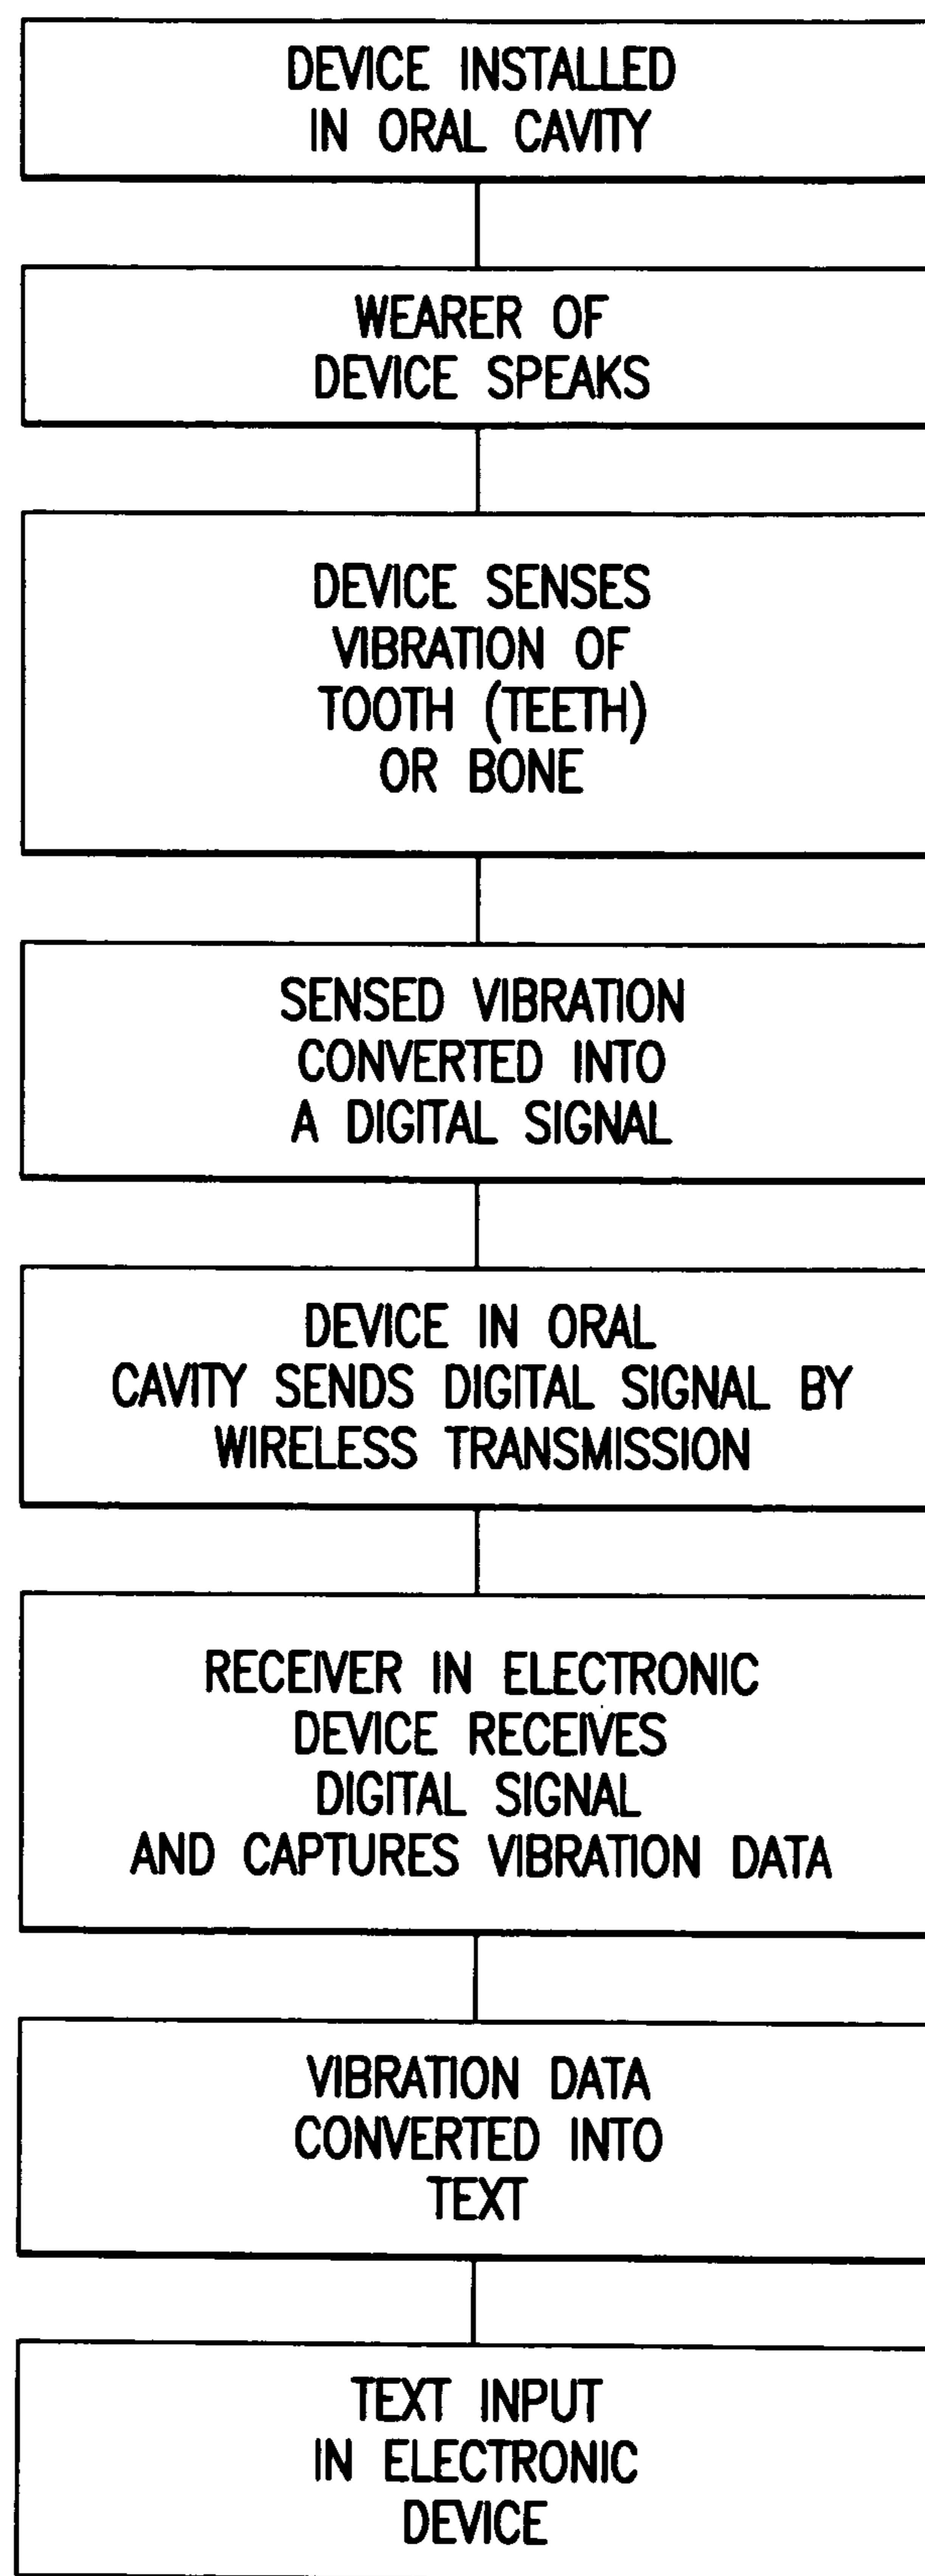 DEVICE INSTALLED
IN ORAL CAVITY
WEARER OF
DEVICE SPEAKS
DEVICE SENSES
VIBRATION OF
TOOTH (TEETH)
OR BONE
SENSED VIBRATION
CONVERTED INTO
A DIGITAL SIGNAL
DEVICE IN ORAL
CAVITY SENDS DIGITAL SIGNAL BY
WIRELESS TRANSMISSION
RECEIVER IN ELECTRONIC
DEVICE RECEIVES
DIGITAL SIGNAL
AND CAPTURES VIBRATION DATA
VIBRATION DATA
CONVERTED INTO
TEXT
TEXT INPUT
IN ELECTRONIC
DEVICE